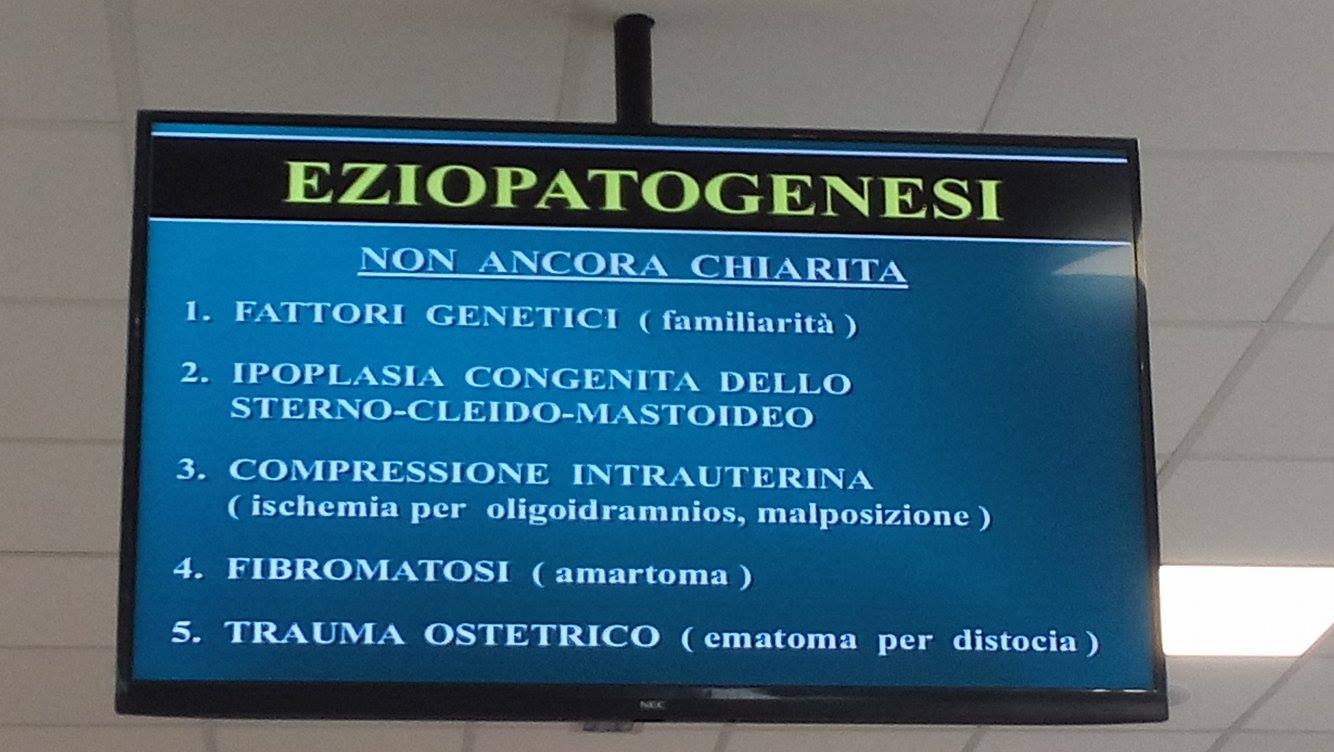 EZIOPATOGENESI
NON ANCORA CHIARITA
1. FATTORI GENETICI ( familiarità )
2. IPOPLASIA CONGENITA DELLO
STERNO-CLEIDO-MASTOIDEO
3. COMPRESSIONE INTRAUTERINA
( ischemia per oligoidramnios, malposizione )
4. FIBROMATOSI ( amartoma )
5. TRAUMA OSTETRICO ( ematoma per distocia )
NEC